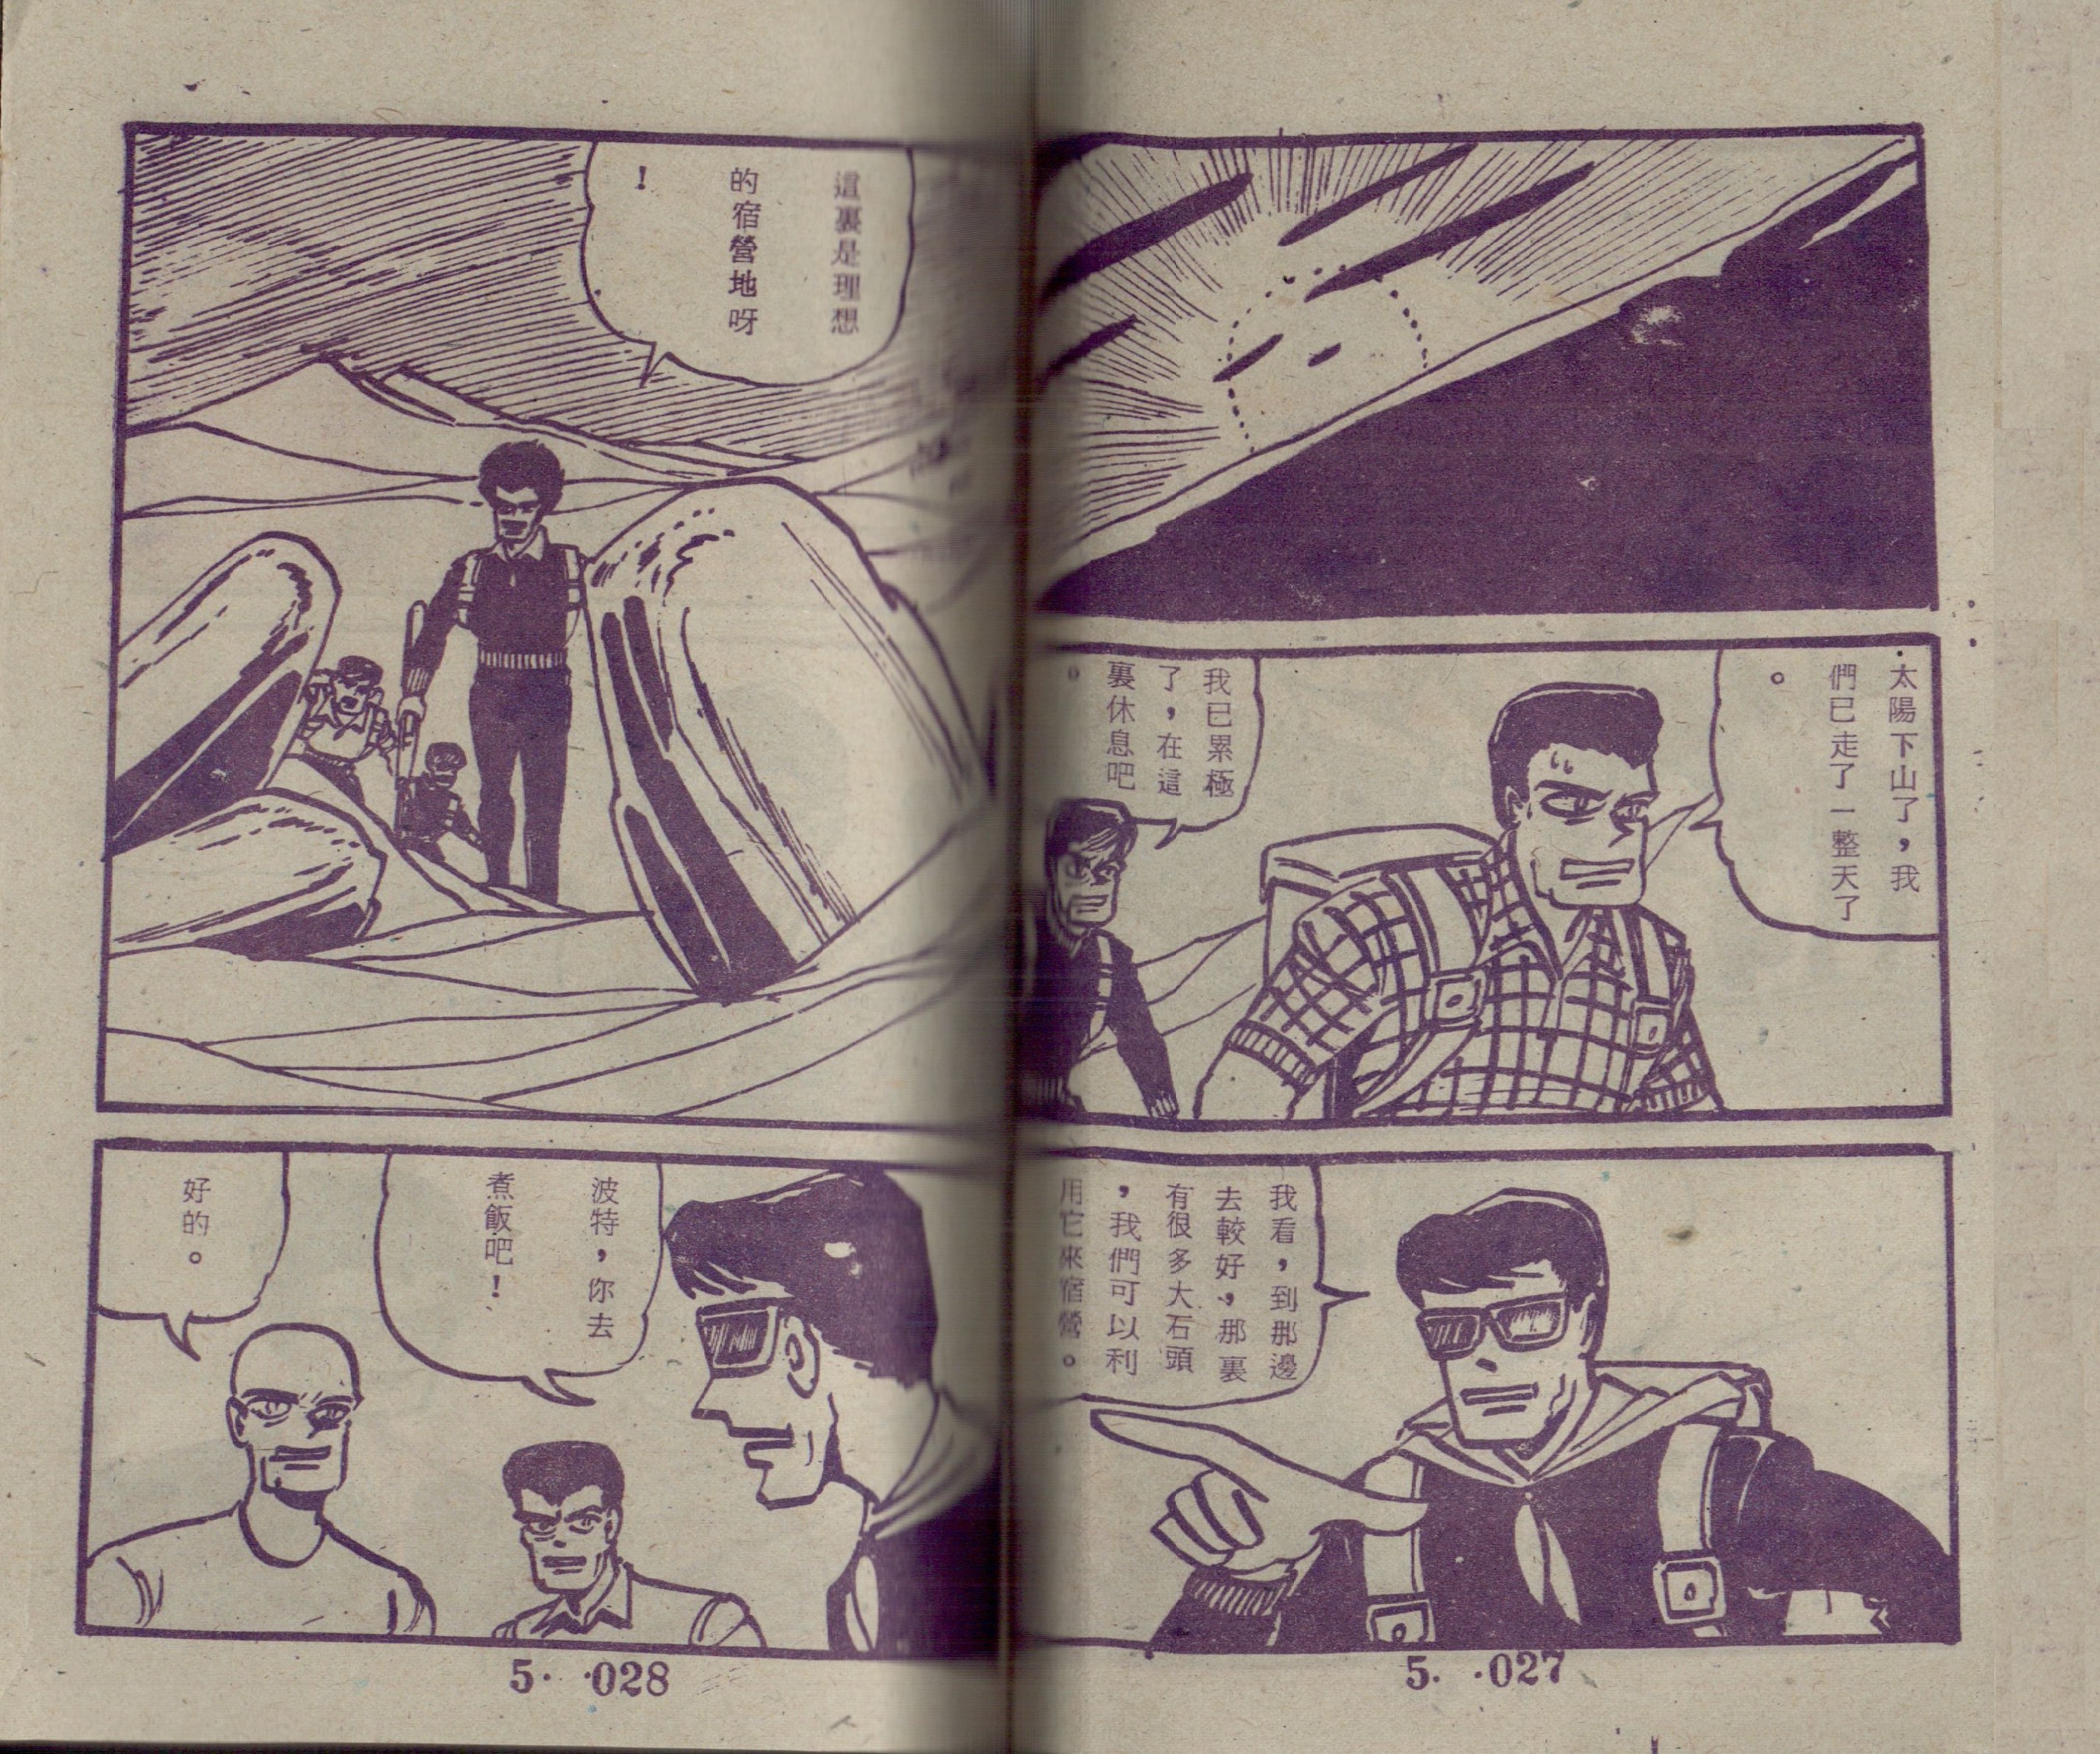 太陽下山了，我
們已走了一整天了
。
我已累極
了，在這
裏休息吧
。
我看，到那邊
去較好，那裏
有很多大石頭
，我們可以利
用它來宿營。
5. .027
這裏是理想
的宿營地呀
！
波特，你去
煮飯吧！
好的。
5. .028